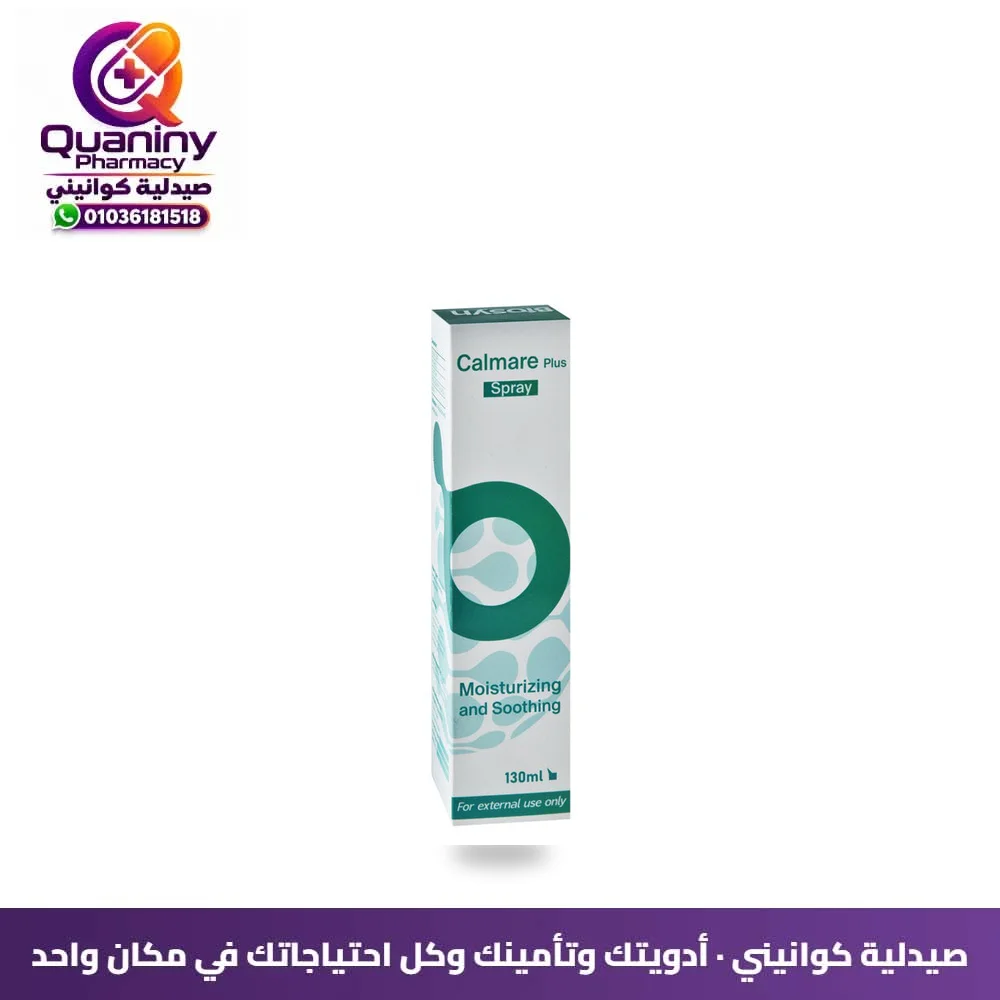 Quaniny
Pharmacy
صيدلية كوانيني
01036181518
Biosyn
Calmare Plus
Spray
Moisturizing
and Soothing
130ml
For external use only
صيدلية كوانيني · أدويتك وتأمينك وكل احتياجاتك في مكان واحد